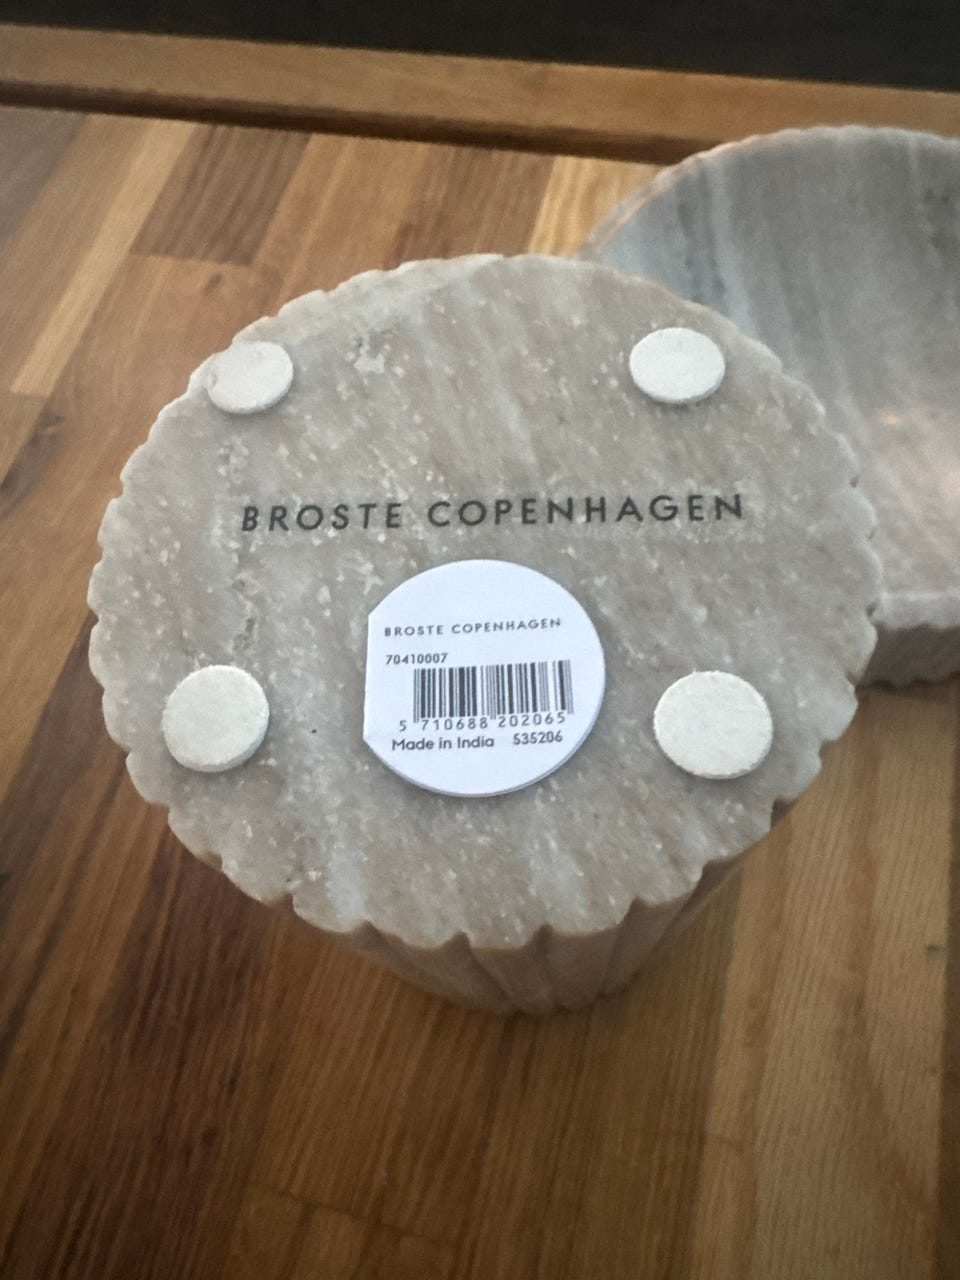 BROSTE COPENHAGEN
BROSTE COPENHAGEN
70410007
5 710688 202065
Made in India 535206